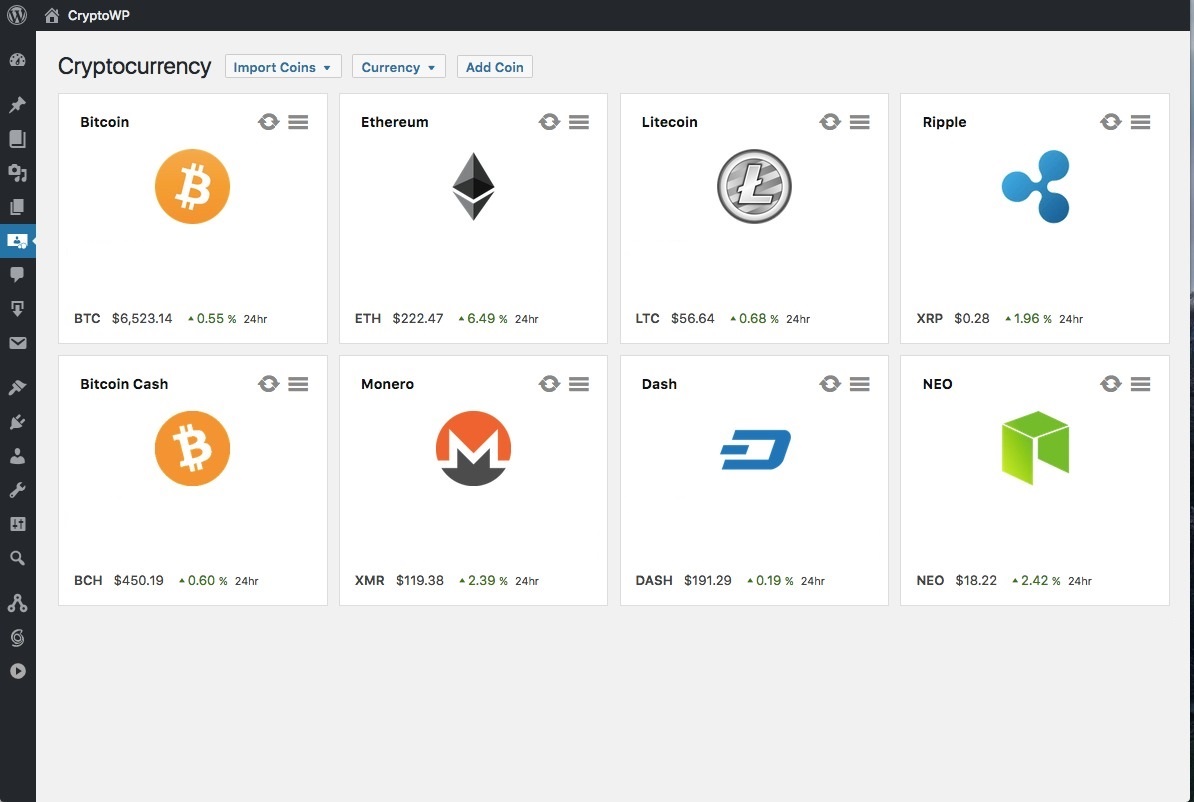 CryptoWP
Cryptocurrency Import Coins Currency Add Coin
Bitcoin Ethereum Litecoin Ripple
BTC $6,523.14 0.55 % 24hr ETH $222.47 6.49 % 24hr LTC $56.64 0.68 % 24hr XRP $0.28 1.96 % 24hr
Bitcoin Cash Monero Dash NEO
BCH $450.19 0.60 % 24hr XMR $119.38 2.39 % 24hr DASH $191.29 0.19 % 24hr NEO $18.22 2.42 % 24hr